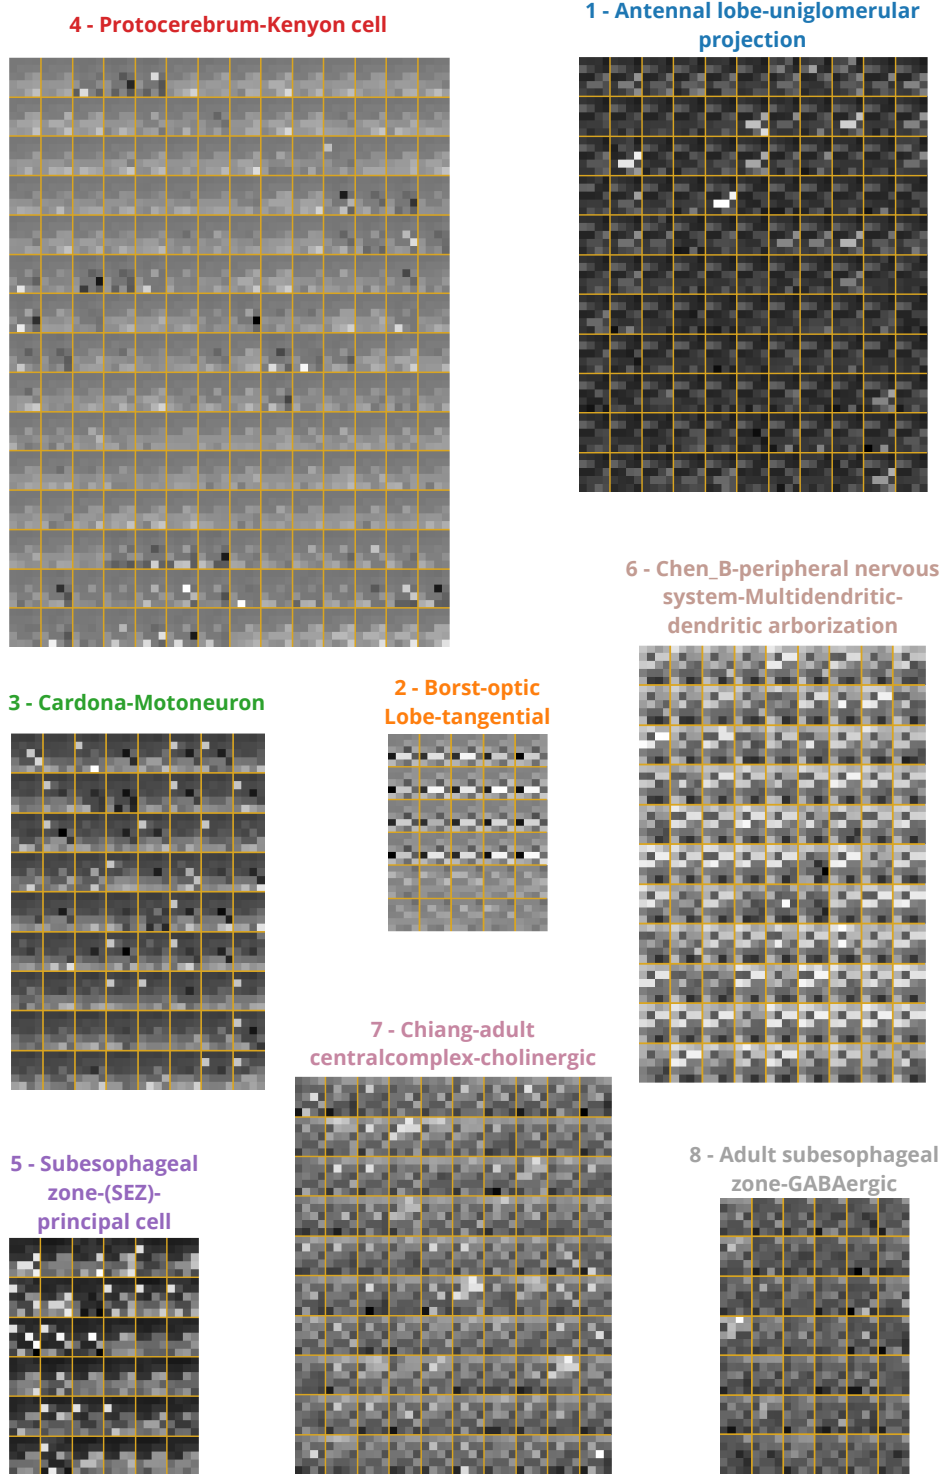 4 - Protocerebrum-Kenyon cell
1 - Antennal lobe-uniglomerular
projection
6 - Chen_B-peripheral nervous
system-Multidendritic-
dendritic arborization
3 - Cardona-Motoneuron
2 - Borst-optic
Lobe-tangential
7 - Chiang-adult
centralcomplex-cholinergic
5 - Subesophageal
zone-(SEZ)-
principal cell
8 - Adult subesophageal
zone-GABAergic